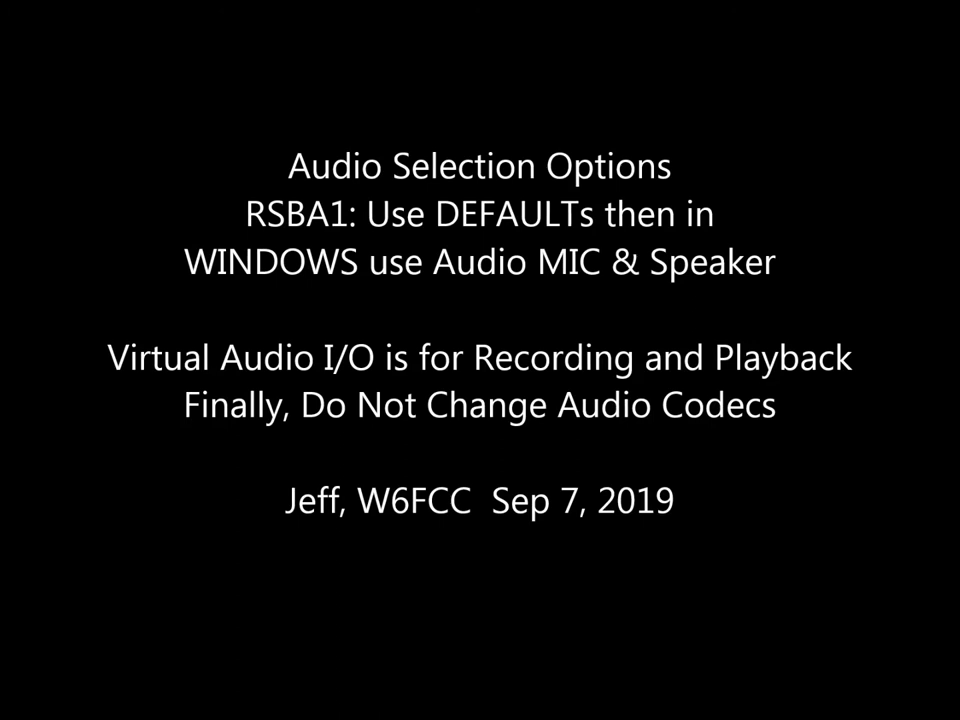 Audio Selection Options
RSBA1: Use DEFAULTs then in
WINDOWS use Audio MIC & Speaker
Virtual Audio I/O is for Recording and Playback
Finally, Do Not Change Audio Codecs
Jeff, W6FCC  Sep 7, 2019